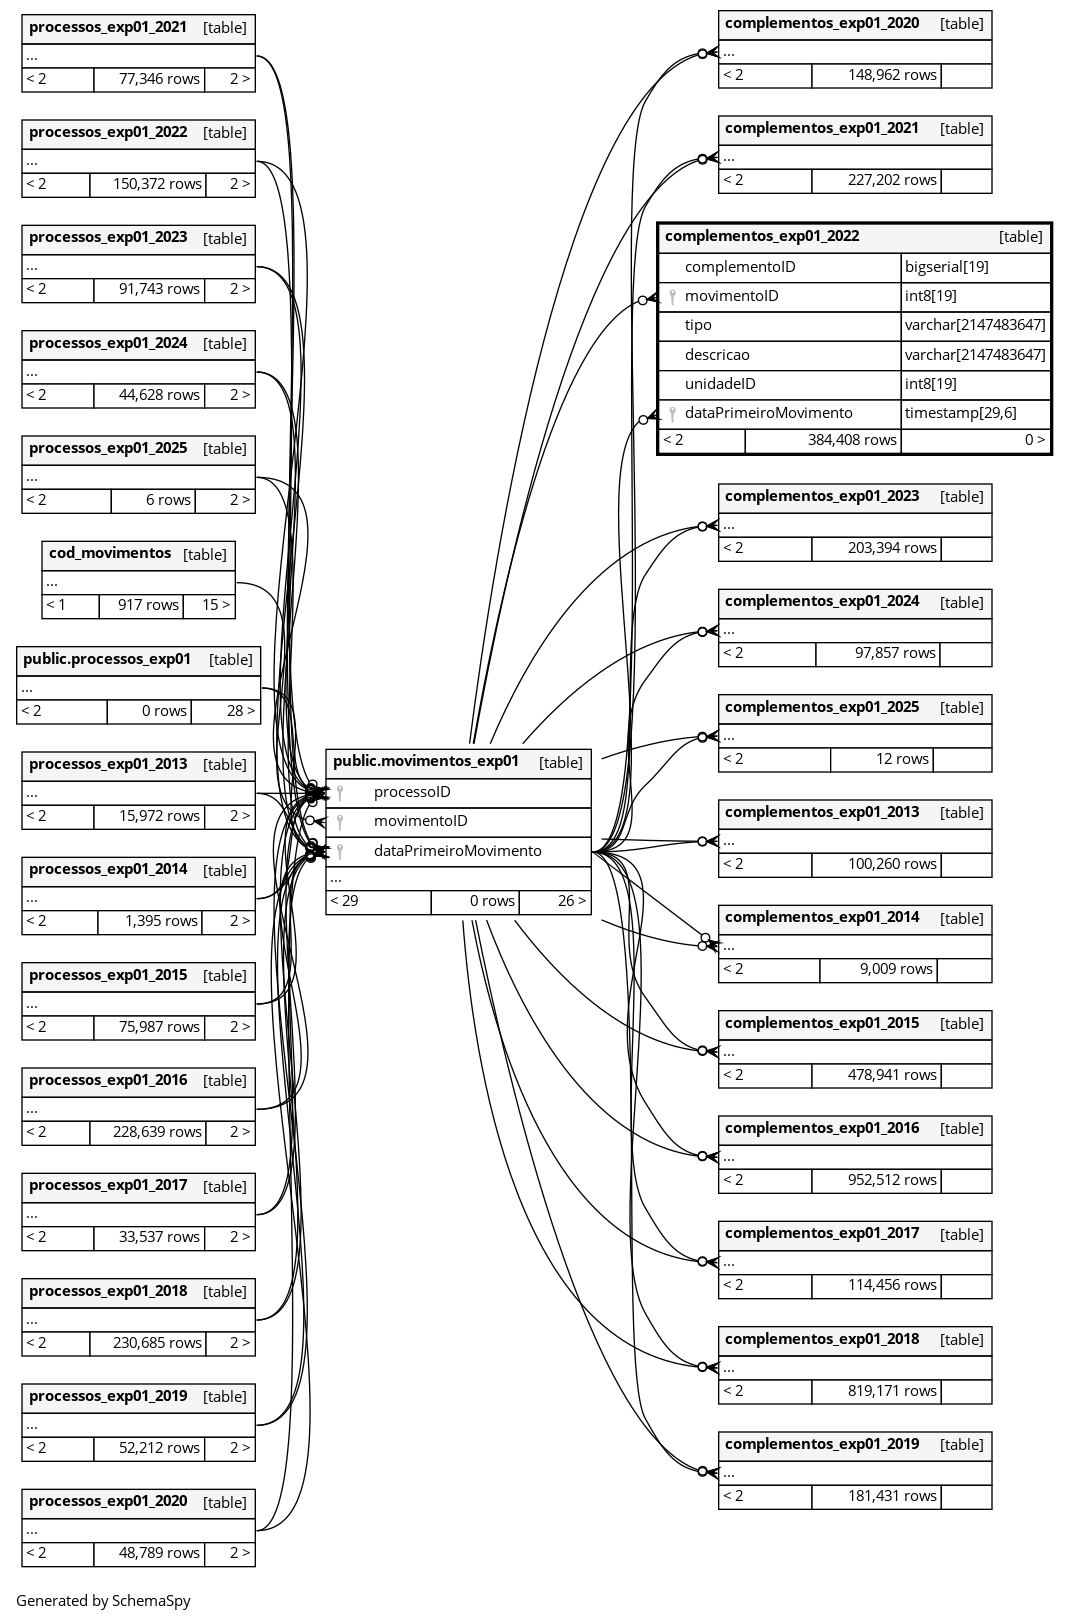 processos_exp01_2021 [table]
...
< 2 77,346 rows 2 >
processos_exp01_2022 [table]
...
< 2 150,372 rows 2 >
processos_exp01_2023 [table]
...
< 2 91,743 rows 2 >
processos_exp01_2024 [table]
...
< 2 44,628 rows 2 >
processos_exp01_2025 [table]
...
< 2 6 rows 2 >
cod_movimentos [table]
...
< 1 917 rows 15 >
public.processos_exp01 [table]
...
< 2 0 rows 28 >
processos_exp01_2013 [table]
...
< 2 15,972 rows 2 >
processos_exp01_2014 [table]
...
< 2 1,395 rows 2 >
processos_exp01_2015 [table]
...
< 2 75,987 rows 2 >
processos_exp01_2016 [table]
...
< 2 228,639 rows 2 >
processos_exp01_2017 [table]
...
< 2 33,537 rows 2 >
processos_exp01_2018 [table]
...
< 2 230,685 rows 2 >
processos_exp01_2019 [table]
...
< 2 52,212 rows 2 >
processos_exp01_2020 [table]
...
< 2 48,789 rows 2 >
public.movimentos_exp01 [table]
processoID
movimentoID
dataPrimeiroMovimento
...
< 29 0 rows 26 >
complementos_exp01_2020 [table]
...
< 2 148,962 rows
complementos_exp01_2021 [table]
...
< 2 227,202 rows
complementos_exp01_2022 [table]
complementoID bigserial[19]
movimentoID int8[19]
tipo varchar[2147483647]
descricao varchar[2147483647]
unidadeID int8[19]
dataPrimeiroMovimento timestamp[29,6]
< 2 384,408 rows 0 >
complementos_exp01_2023 [table]
...
< 2 203,394 rows
complementos_exp01_2024 [table]
...
< 2 97,857 rows
complementos_exp01_2025 [table]
...
< 2 12 rows
complementos_exp01_2013 [table]
...
< 2 100,260 rows
complementos_exp01_2014 [table]
...
< 2 9,009 rows
complementos_exp01_2015 [table]
...
< 2 478,941 rows
complementos_exp01_2016 [table]
...
< 2 952,512 rows
complementos_exp01_2017 [table]
...
< 2 114,456 rows
complementos_exp01_2018 [table]
...
< 2 819,171 rows
complementos_exp01_2019 [table]
...
< 2 181,431 rows
Generated by SchemaSpy